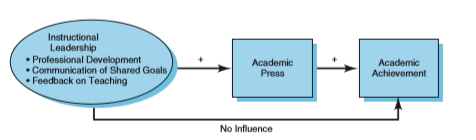 Instructional
Leadership
• Professional Development
• Communication of Shared Goals
• Feedback on Teaching
+
Academic
Press
+
Academic
Achievement
No Influence